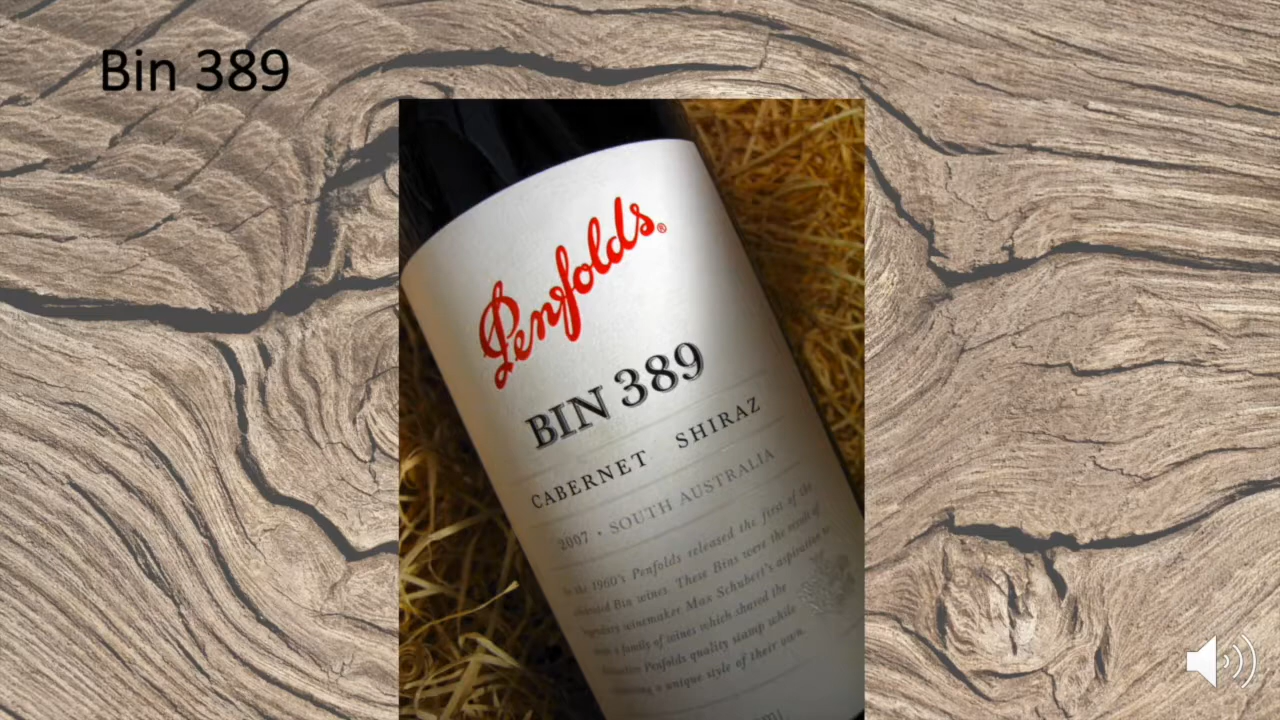 Bin 389
Penfolds®
BIN 389
CABERNET SHIRAZ
2007 • SOUTH AUSTRALIA
In the 1960's Penfolds released the first of the
Bin wines. These Bins were the result of
legendary winemaker Max Schubert's aspiration to
a family of wines which shared the
Penfolds quality stamp while
a unique style of their own.